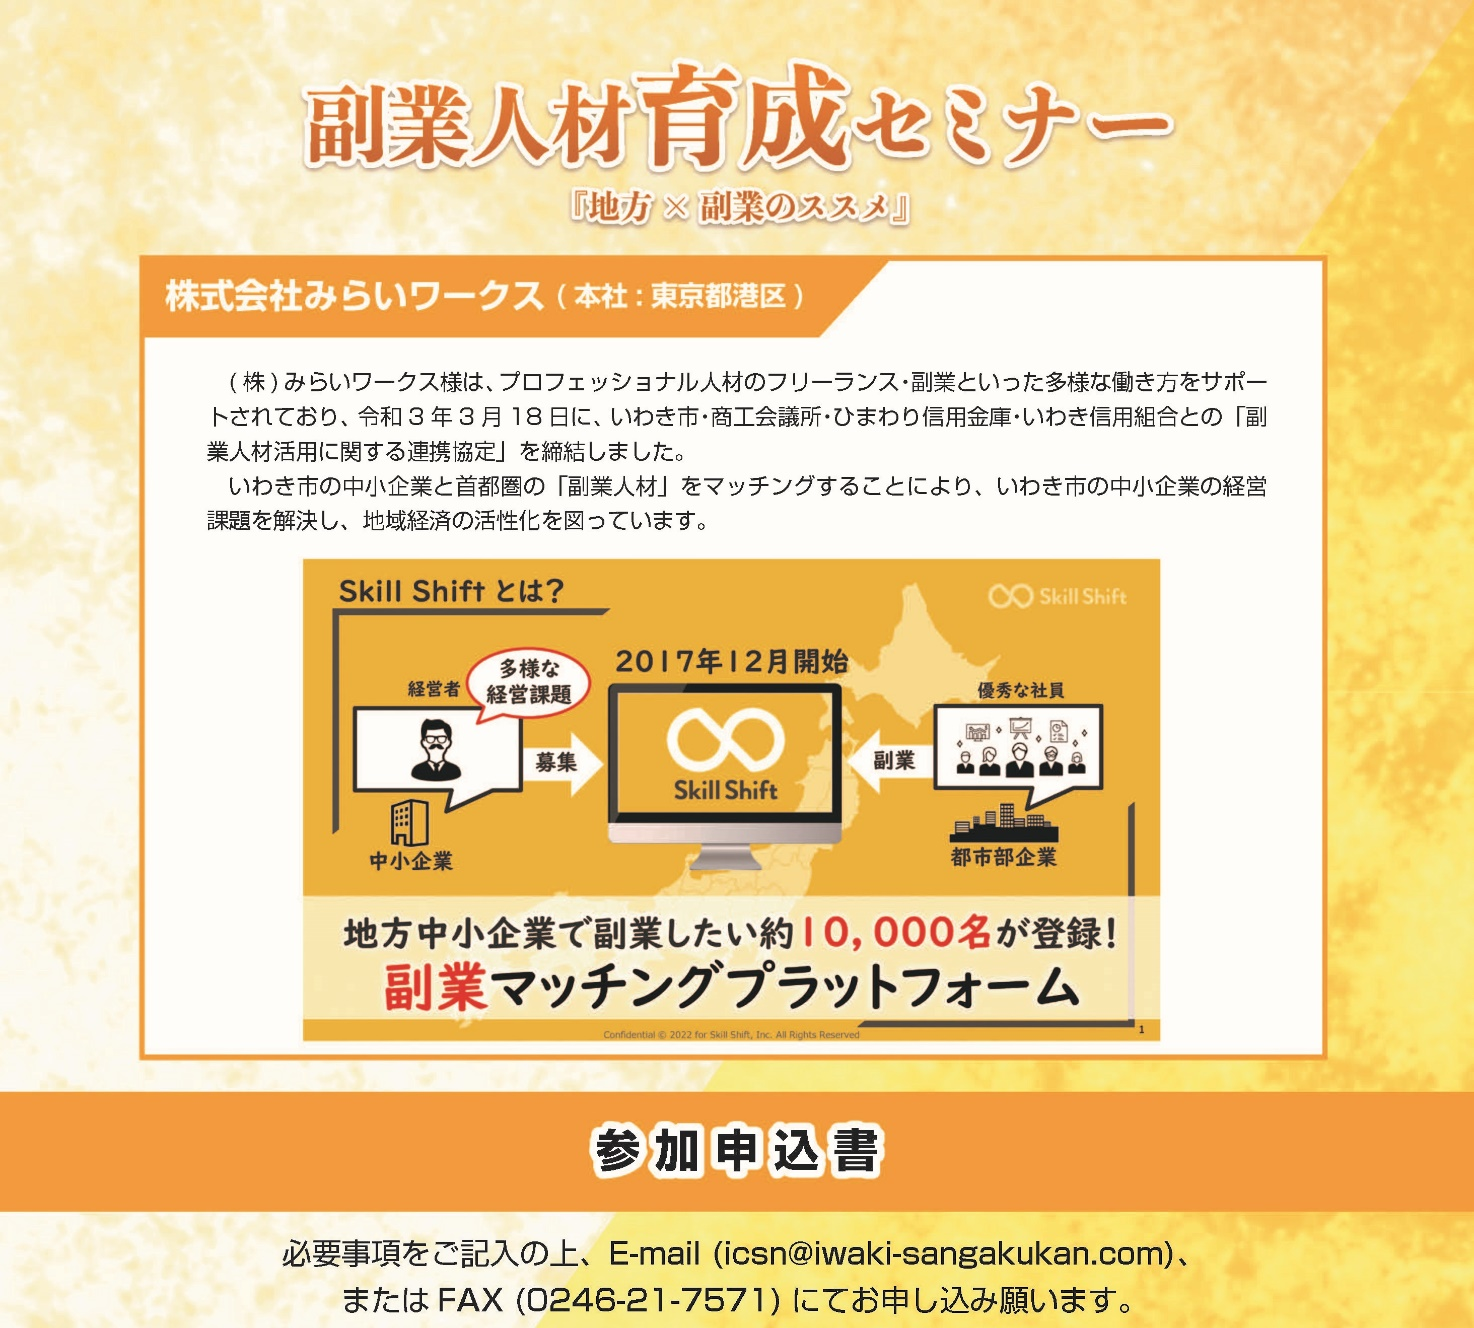 副業人材育成セミナー
『地方 × 副業のススメ』
株式会社みらいワークス ( 本社 : 東京都港区 )
(株)みらいワークス様は、プロフェッショナル人材のフリーランス･副業といった多様な働き方をサポー
トされており、令和３年３月18日に、いわき市･商工会議所･ひまわり信用金庫･いわき信用組合との「副
業人材活用に関する連携協定」を締結しました。
いわき市の中小企業と首都圏の「副業人材」をマッチングすることにより、いわき市の中小企業の経営
課題を解決し、地域経済の活性化を図っています。
Skill Shift とは?
Skill Shift
2017年12月開始
経営者
多様な
経営課題
優秀な社員
募集
Skill Shift
副業
中小企業
都市部企業
地方中小企業で副業したい約10,000名が登録!
副業マッチングプラットフォーム
Confidential © 2022 for Skill Shift, Inc. All Rights Reserved
1
参加申込書
必要事項をご記入の上、E-mail (icsn@iwaki-sangakukan.com)、
または FAX (0246-21-7571) にてお申し込み願います。